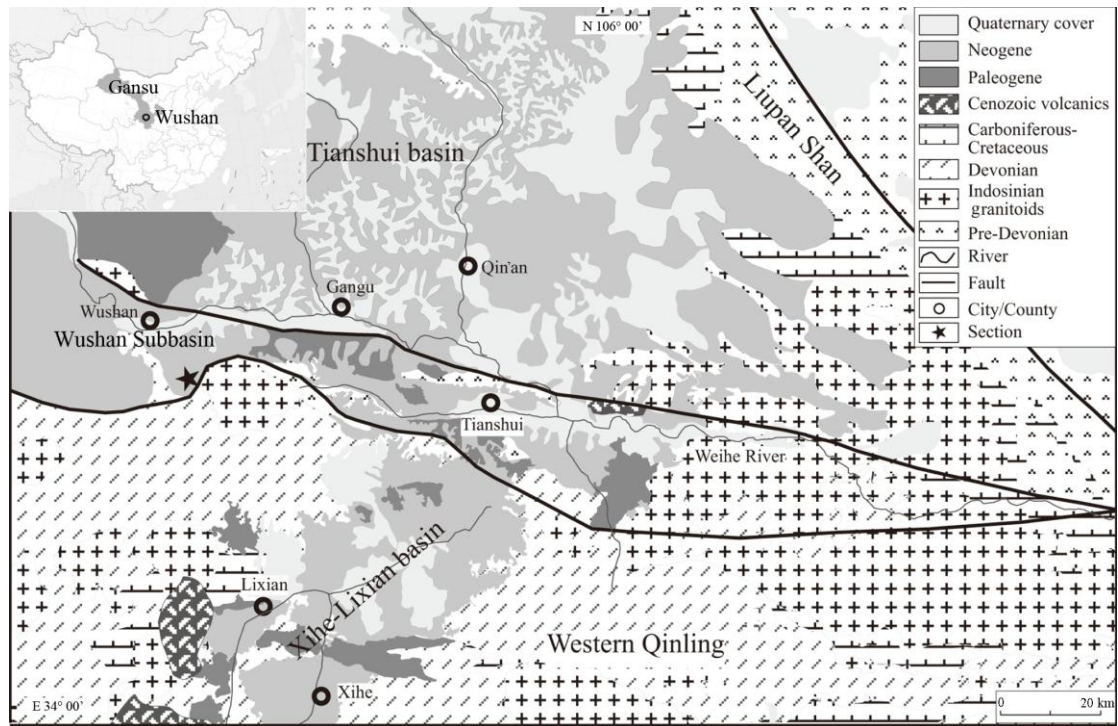 Gansu
Wushan
N 106° 00′
Tianshui basin
Liupan Shan
Quaternary cover
Neogene
Paleogene
Cenozoic volcanics
Carboniferous-
Cretaceous
Devonian
Indosinian
granitoids
Pre-Devonian
River
Fault
City/County
Section
Qin'an
Gangu
Wushan
Wushan Subbasin
Tianshui
Weihe River
Lixian
Xihe-Lixian basin
Western Qinling
Xihe
E 34° 00′
0 20 km